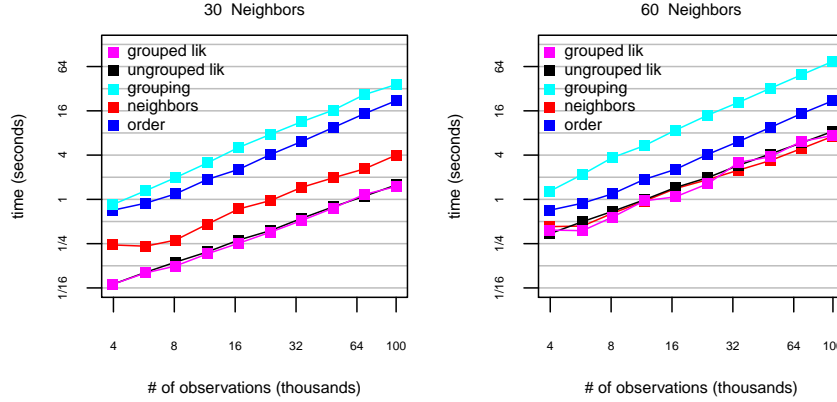 30 Neighbors
time (seconds)
64
16
4
1
1/4
1/16
grouped lik
ungrouped lik
grouping
neighbors
order
4 8 16 32 64 100
# of observations (thousands)
60 Neighbors
time (seconds)
64
16
4
1
1/4
1/16
grouped lik
ungrouped lik
grouping
neighbors
order
4 8 16 32 64 100
# of observations (thousands)